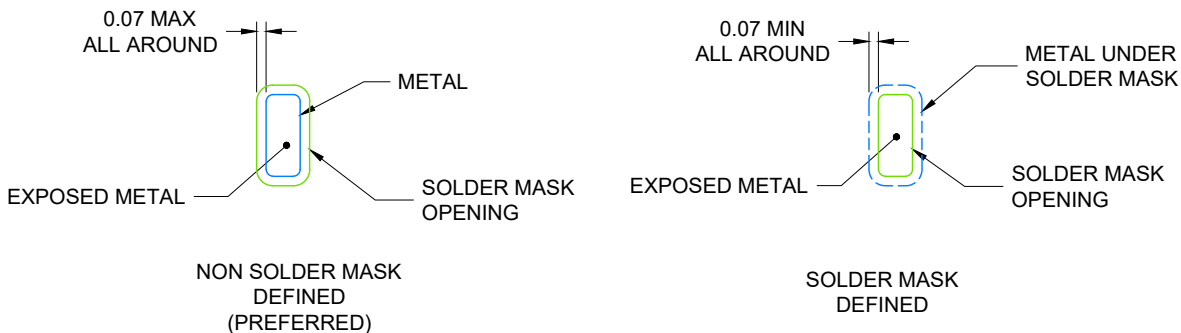 0.07 MAX
ALL AROUND
METAL
EXPOSED METAL
SOLDER MASK
OPENING
NON SOLDER MASK
DEFINED
(PREFERRED)
0.07 MIN
ALL AROUND
METAL UNDER
SOLDER MASK
EXPOSED METAL
SOLDER MASK
OPENING
SOLDER MASK
DEFINED